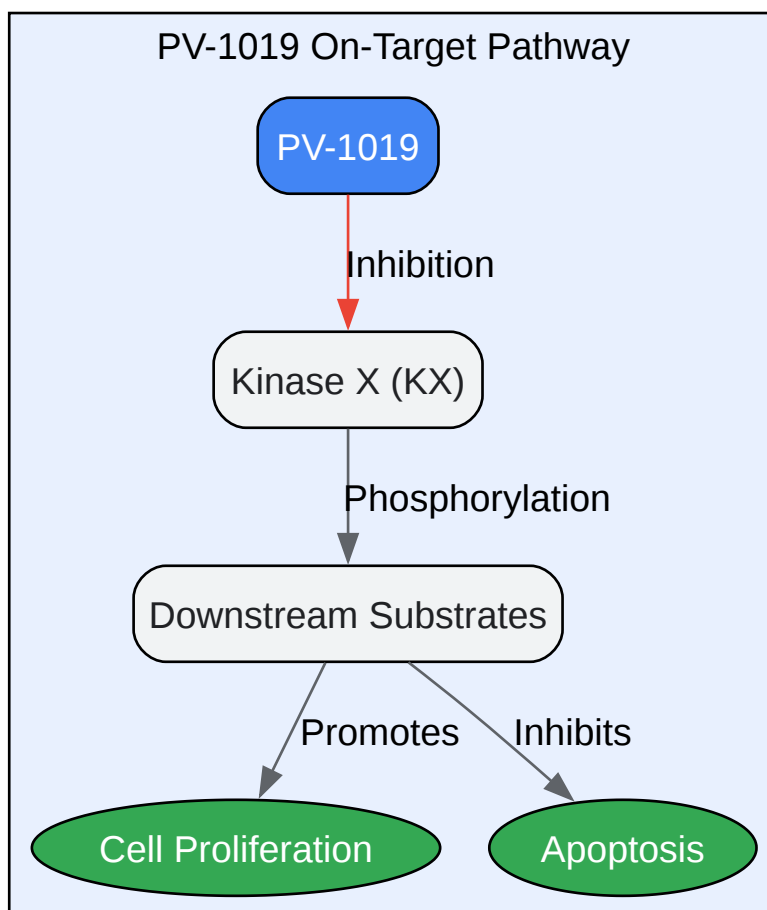 PV-1019 On-Target Pathway
PV-1019
Inhibition
Kinase X (KX)
Phosphorylation
Downstream Substrates
Promotes
Inhibits
Cell Proliferation
Apoptosis